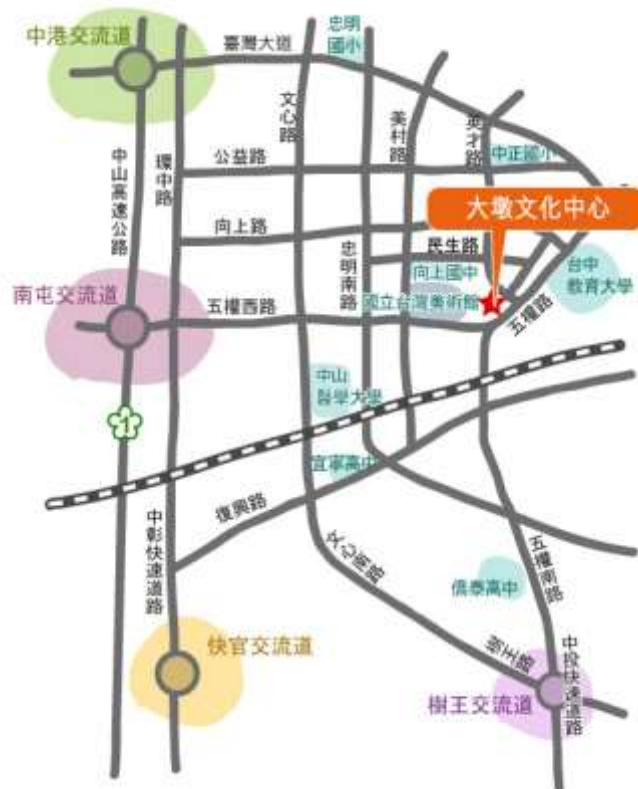 中港交流道
臺灣大道
忠明
國小
文心路
美村路
英才路
中正國小
公益路
中山高速公路
環中路
向上路
大墩文化中心
民生路
向上國中
忠明南路
台中
教育大學
南屯交流道
五權西路
國立台灣美術館
五權路
中山
醫學大學
1
宜寧高中
復興路
中彰快速道路
文心南路
五權南路
僑泰高中
快官交流道
樹王路
中投快速道路
樹王交流道